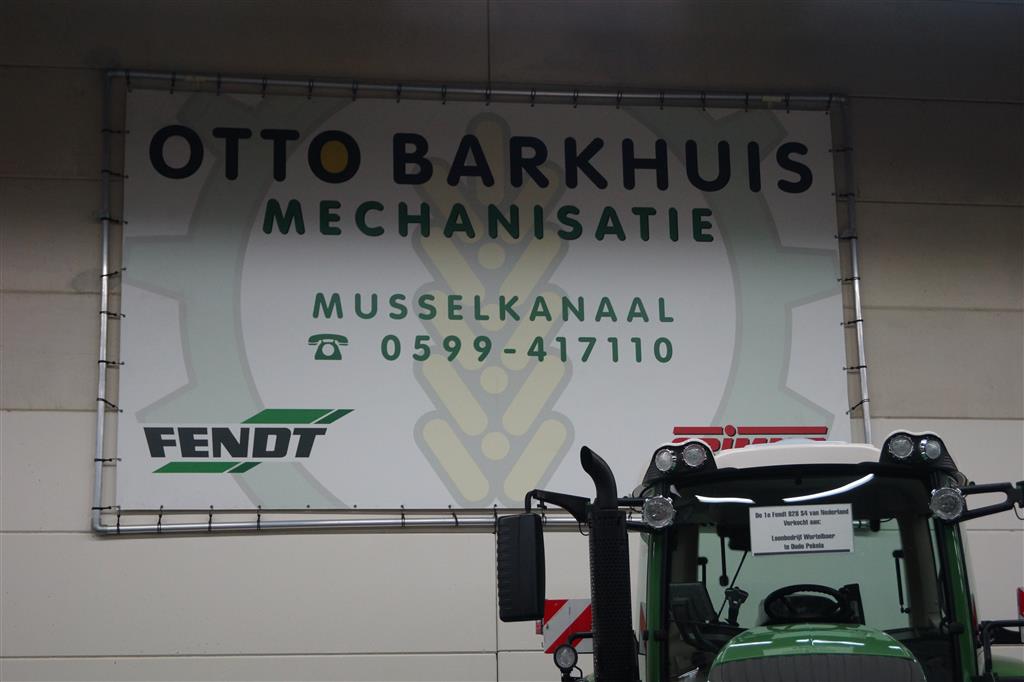 OTTO BARKHUIS
MECHANISATIE
MUSSELKANAAL
0599-417110
FENDT
De 1e Fendt 828 S4 van Nederland
Verkocht aan:
Loonbedrijf Wortelboer
te Oude Pekela